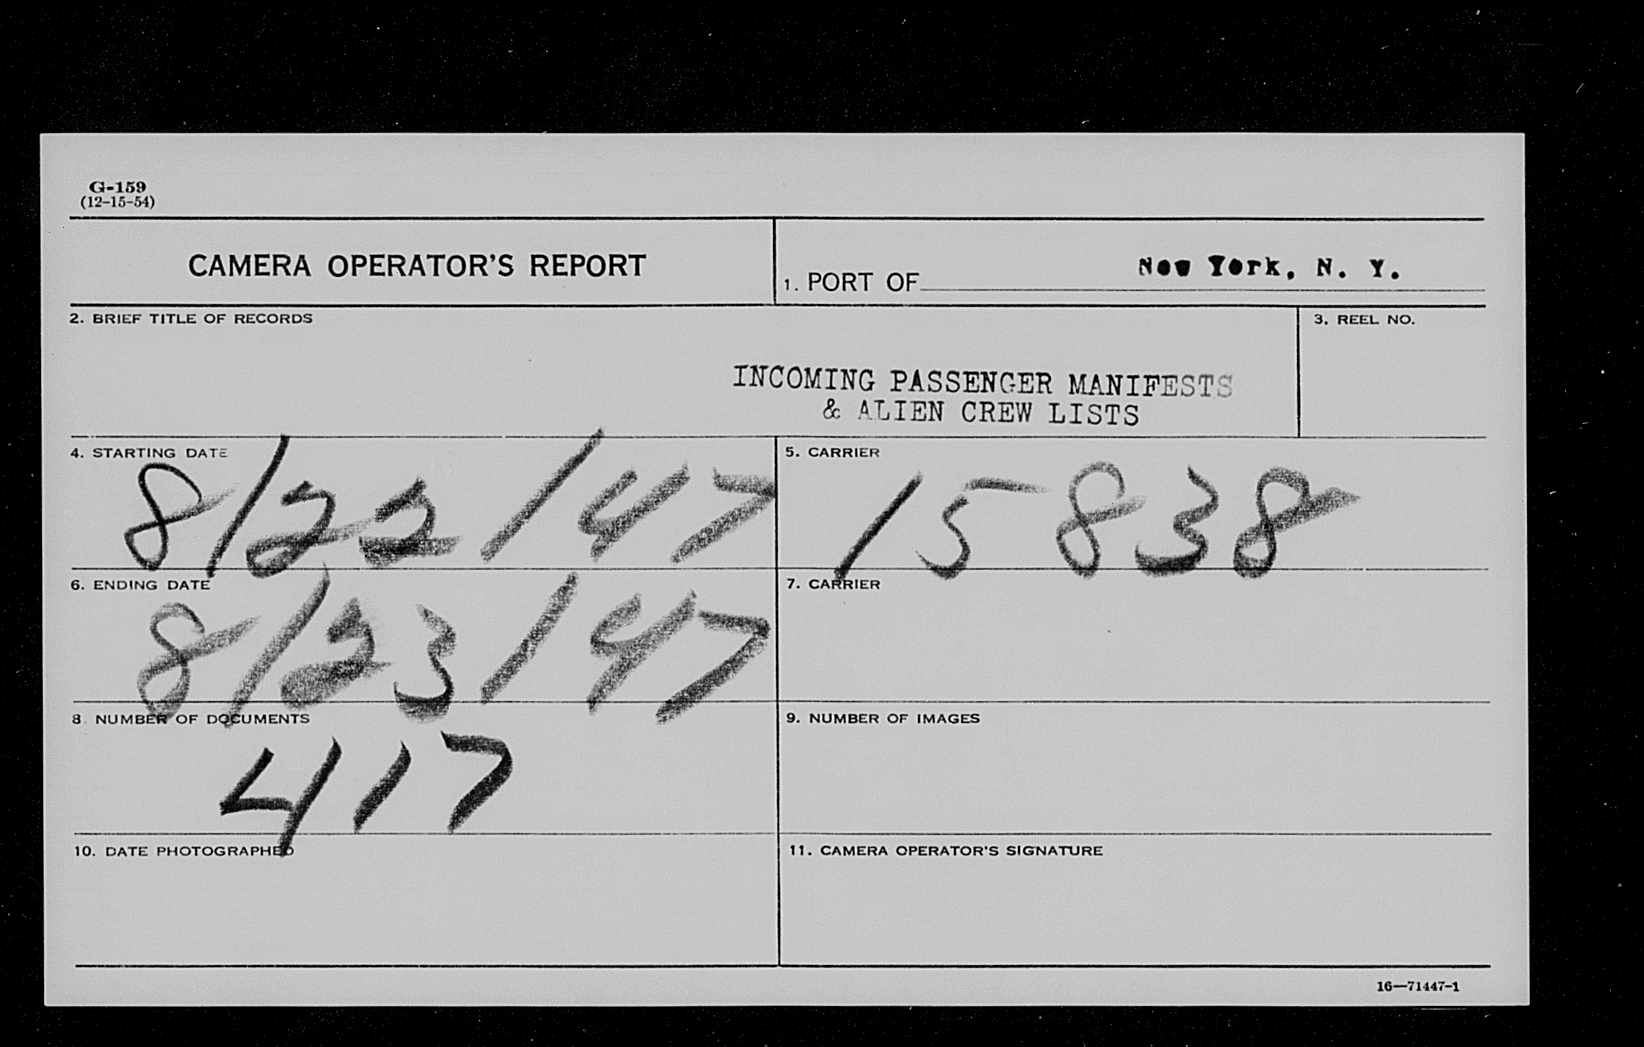 G-159
(12-15-54)
CAMERA OPERATOR'S REPORT
1. PORT OF New York, N. Y.
2. BRIEF TITLE OF RECORDS
3. REEL NO.
INCOMING PASSENGER MANIFESTS
& ALIEN CREW LISTS
4. STARTING DATE
8/22/47
5. CARRIER
15838
6. ENDING DATE
8/23/47
7. CARRIER
8. NUMBER OF DOCUMENTS
417
9. NUMBER OF IMAGES
10. DATE PHOTOGRAPHED
11. CAMERA OPERATOR'S SIGNATURE
16—71447-1